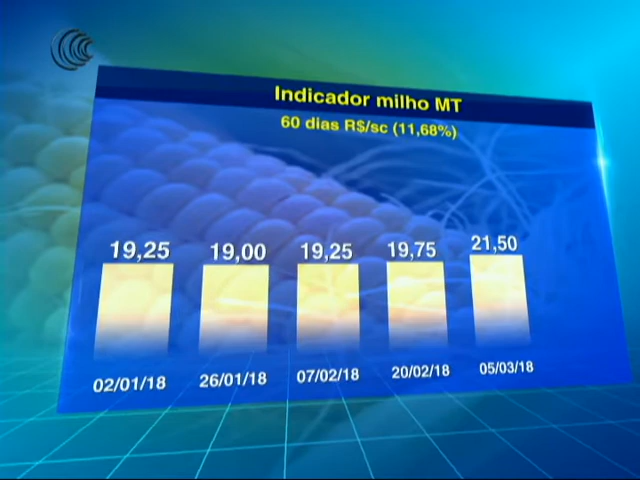 Indicador milho MT
60 dias R$/sc (11,68%)
19,25 19,00 19,25 19,75 21,50
02/01/18 26/01/18 07/02/18 20/02/18 05/03/18